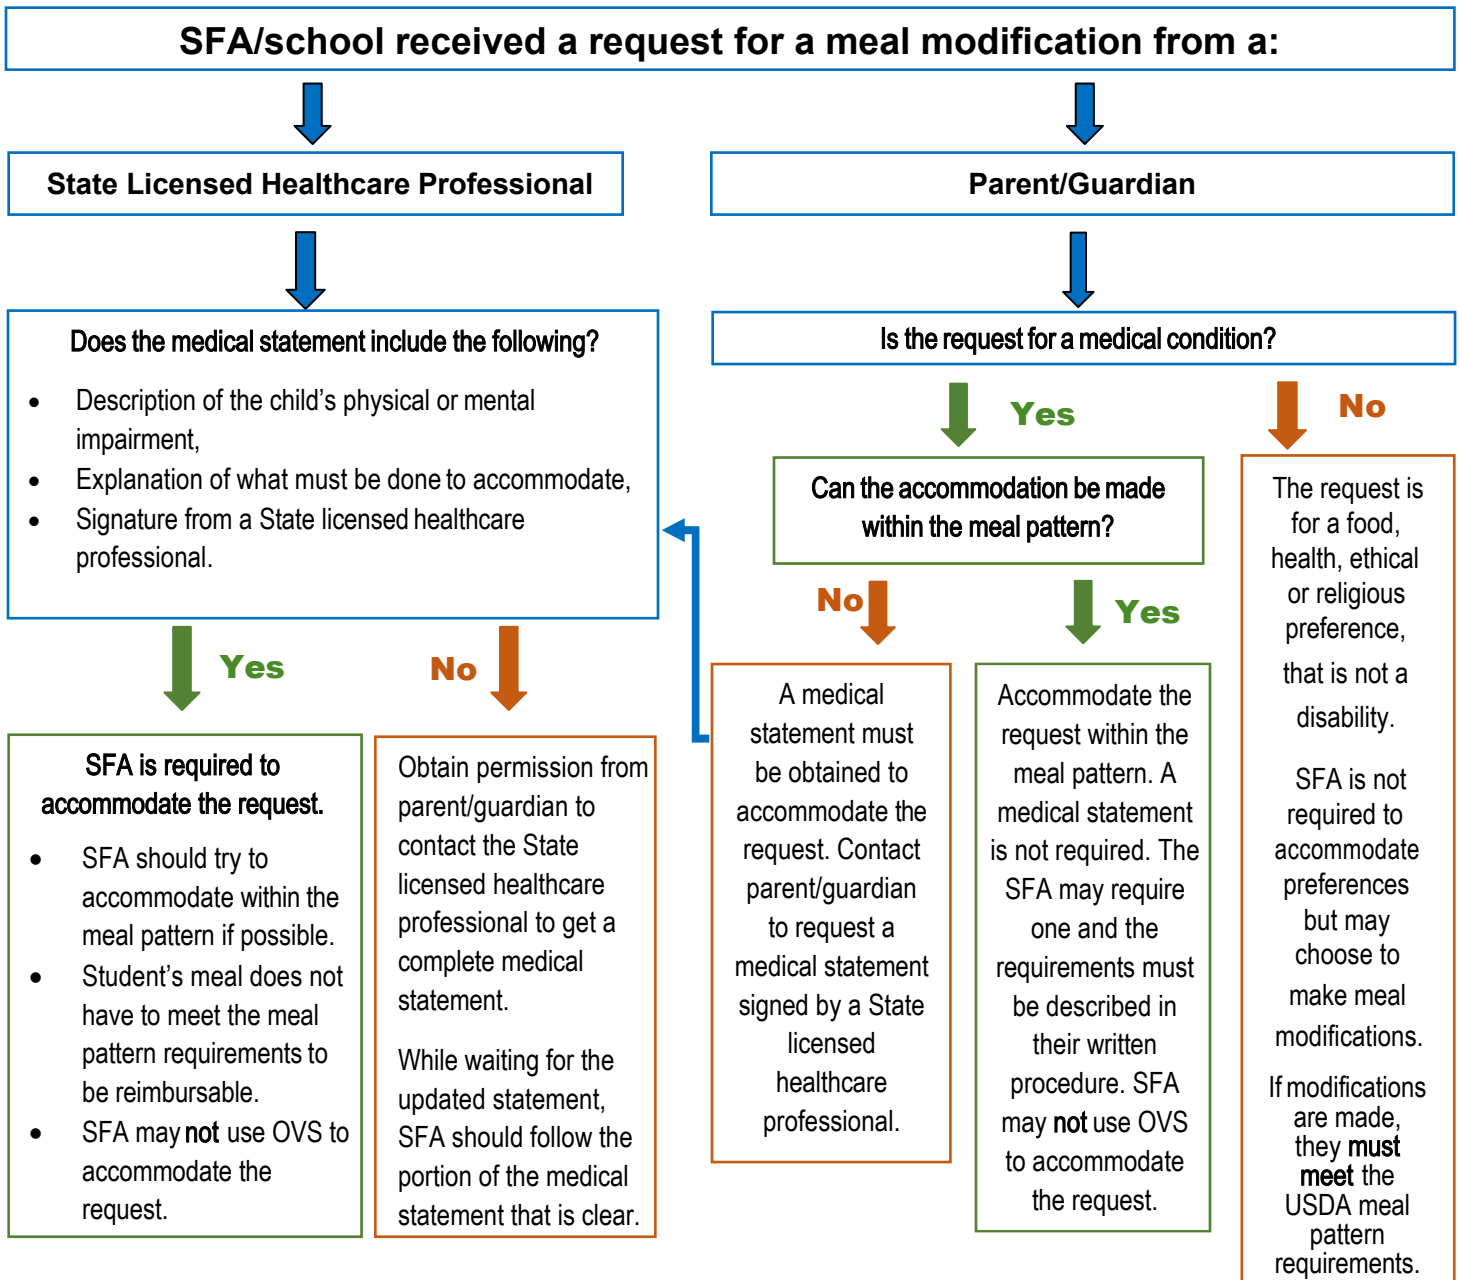 SFA/school received a request for a meal modification from a:
State Licensed Healthcare Professional
Parent/Guardian
Does the medical statement include the following?
• Description of the child's physical or mental
impairment,
• Explanation of what must be done to accommodate,
• Signature from a State licensed healthcare
professional.
Is the request for a medical condition?
Yes
No
Can the accommodation be made
within the meal pattern?
No
Yes
Yes
No
SFA is required to
accommodate the request.
• SFA should try to
accommodate within the
meal pattern if possible.
• Student's meal does not
have to meet the meal
pattern requirements to
be reimbursable.
• SFA may not use OVS to
accommodate the
request.
Obtain permission from
parent/guardian to
contact the State
licensed healthcare
professional to get a
complete medical
statement.
While waiting for the
updated statement,
SFA should follow the
portion of the medical
statement that is clear.
A medical
statement must
be obtained to
accommodate the
request. Contact
parent/guardian
to request a
medical statement
signed by a State
licensed
healthcare
professional.
Accommodate the
request within the
meal pattern. A
medical statement
is not required. The
SFA may require
one and the
requirements must
be described in
their written
procedure. SFA
may not use OVS
to accommodate
the request.
The request is
for a food,
health, ethical
or religious
preference,
that is not a
disability.
SFA is not
required to
accommodate
preferences
but may
choose to
make meal
modifications.
If modifications
are made,
they must
meet the
USDA meal
pattern
requirements.